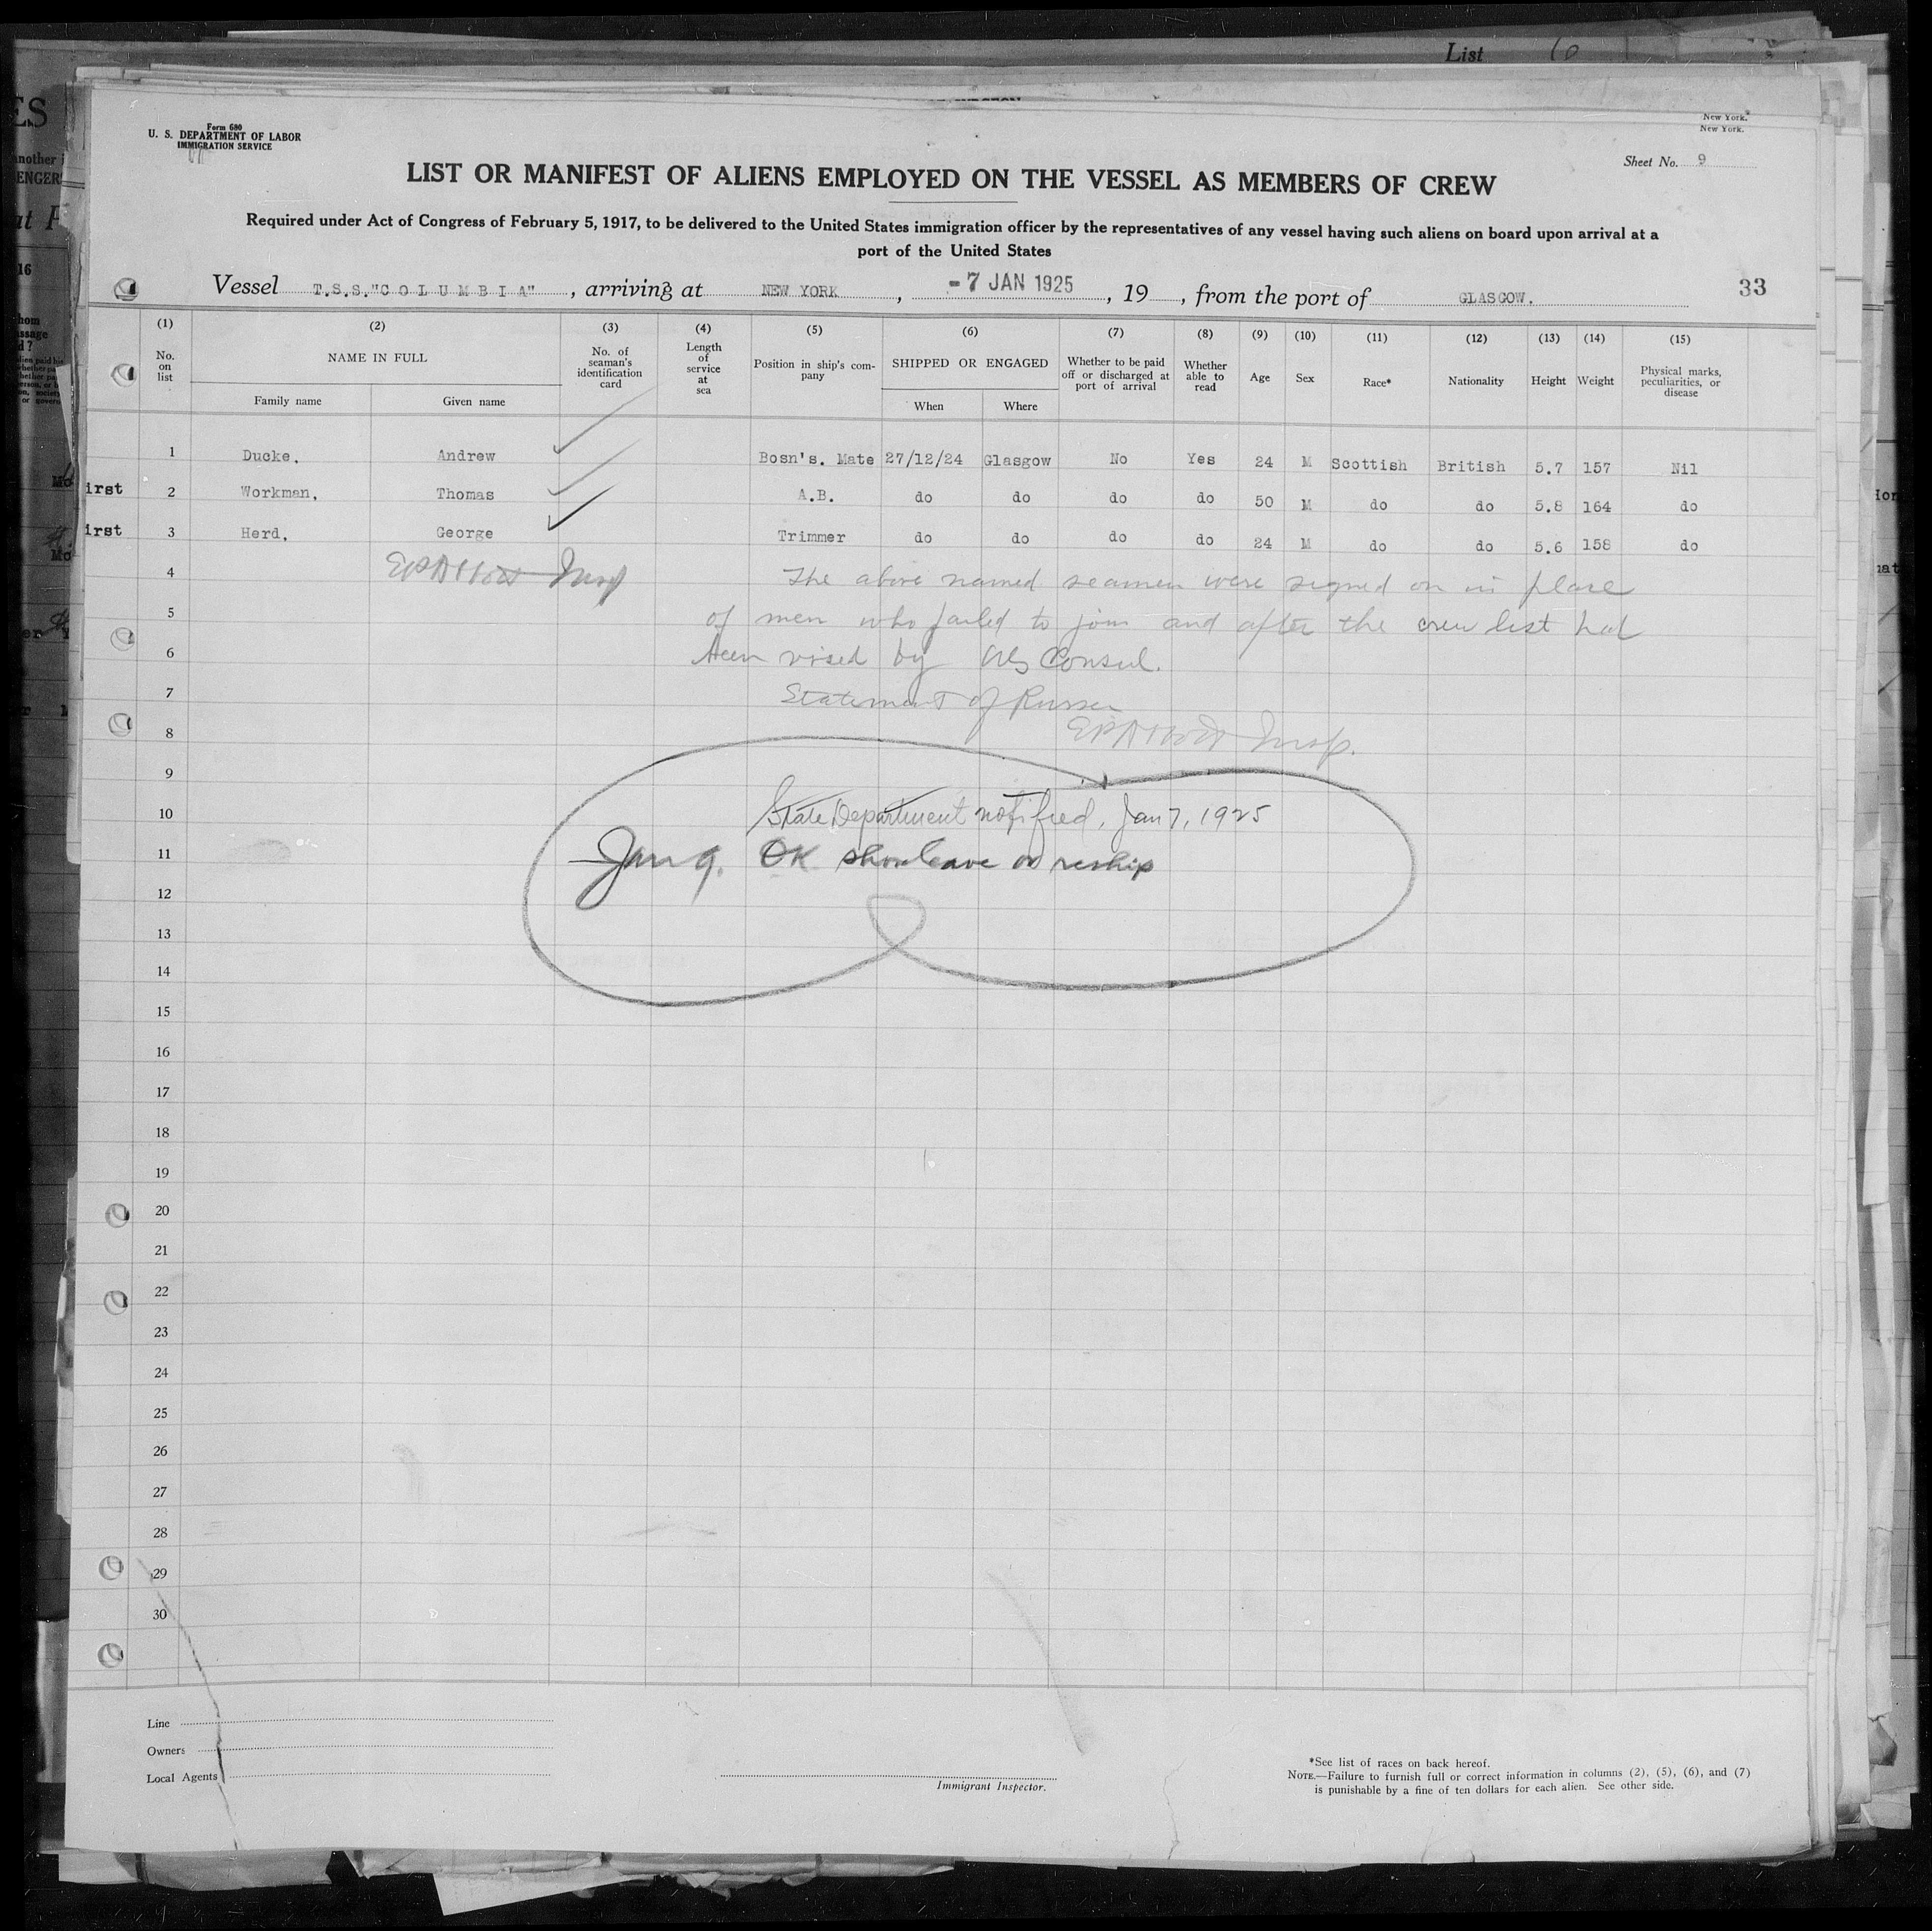 List 10
New York.
New York.
Form 680
U. S. DEPARTMENT OF LABOR
IMMIGRATION SERVICE
Sheet No. 9
LIST OR MANIFEST OF ALIENS EMPLOYED ON THE VESSEL AS MEMBERS OF CREW
Required under Act of Congress of February 5, 1917, to be delivered to the United States immigration officer by the representatives of any vessel having such aliens on board upon arrival at a
port of the United States
Vessel T.S.S."COLUMBIA", arriving at NEW YORK, -7 JAN 1925, 19 , from the port of GLASGOW. 33
(1) (2) (3) (4) (5) (6) (7) (8) (9) (10) (11) (12) (13) (14) (15)
No. on list NAME IN FULL No. of seaman's identification card Length of service at sea Position in ship's company SHIPPED OR ENGAGED Whether to be paid off or discharged at port of arrival Whether able to read Age Sex Race* Nationality Height Weight Physical marks, peculiarities, or disease
Family name Given name When Where
1 Ducke, Andrew Bosn's. Mate 27/12/24 Glasgow No Yes 24 M Scottish British 5.7 157 Nil
irst 2 Workman, Thomas A.B. do do do do 50 M do do 5.8 164 do
irst 3 Herd, George Trimmer do do do do 24 M do do 5.6 158 do
4 Insp The above named seamen were signed on in place
5 of men who failed to join and after the crew list had
6 been vised by US Consul.
7 Statement of Purser
8 Insp.
9
10 State Department notified, Jan 7, 1925
11 Jan 9. OK shore leave or reship
12
13
14
15
16
17
18
19
20
21
22
23
24
25
26
27
28
29
30
Line
Owners
Local Agents
Immigrant Inspector.
*See list of races on back hereof.
NOTE.—Failure to furnish full or correct information in columns (2), (5), (6), and (7)
is punishable by a fine of ten dollars for each alien. See other side.